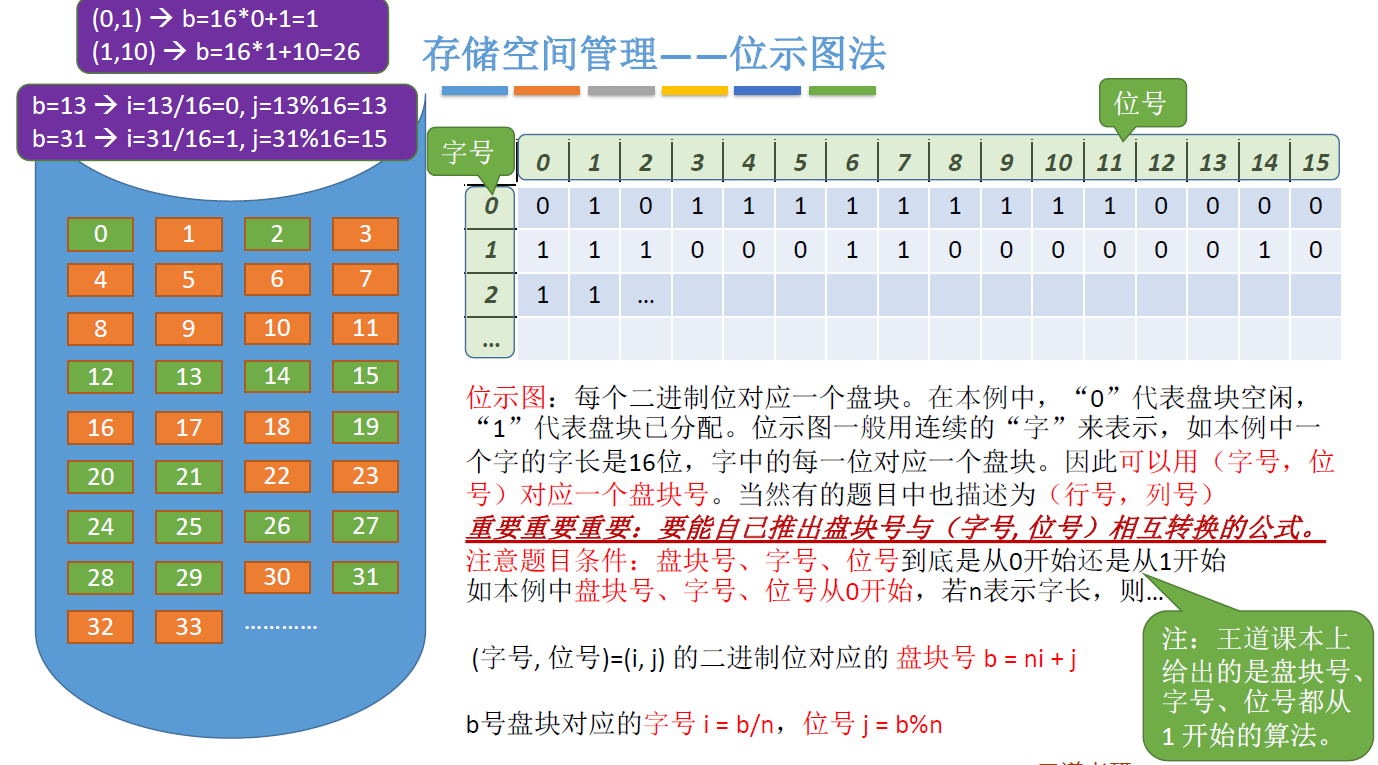 (0,1) → b=16*0+1=1
(1,10) → b=16*1+10=26
存储空间管理——位示图法
b=13 → i=13/16=0, j=13%16=13
b=31 → i=31/16=1, j=31%16=15
位号
字号
0 1 2 3 4 5 6 7 8 9 10 11 12 13 14 15
0 0 1 0 1 1 1 1 1 1 1 1 1 0 0 0 0
1 1 1 1 0 0 0 1 1 0 0 0 0 0 0 1 0
2 1 1 …
…
0 1 2 3
4 5 6 7
8 9 10 11
12 13 14 15
16 17 18 19
20 21 22 23
24 25 26 27
28 29 30 31
32 33 …………
位示图：每个二进制位对应一个盘块。在本例中，“0”代表盘块空闲，
“1”代表盘块已分配。位示图一般用连续的“字”来表示，如本例中一
个字的字长是16位，字中的每一位对应一个盘块。因此可以用（字号，位
号）对应一个盘块号。当然有的题目中也描述为（行号，列号）
重要重要重要：要能自己推出盘块号与（字号, 位号）相互转换的公式。
注意题目条件：盘块号、字号、位号到底是从0开始还是从1开始
如本例中盘块号、字号、位号从0开始，若n表示字长，则…
(字号, 位号)=(i, j) 的二进制位对应的 盘块号 b = ni + j
b号盘块对应的字号 i = b/n，位号 j = b%n
注：王道课本上
给出的是盘块号、
字号、位号都从
1 开始的算法。